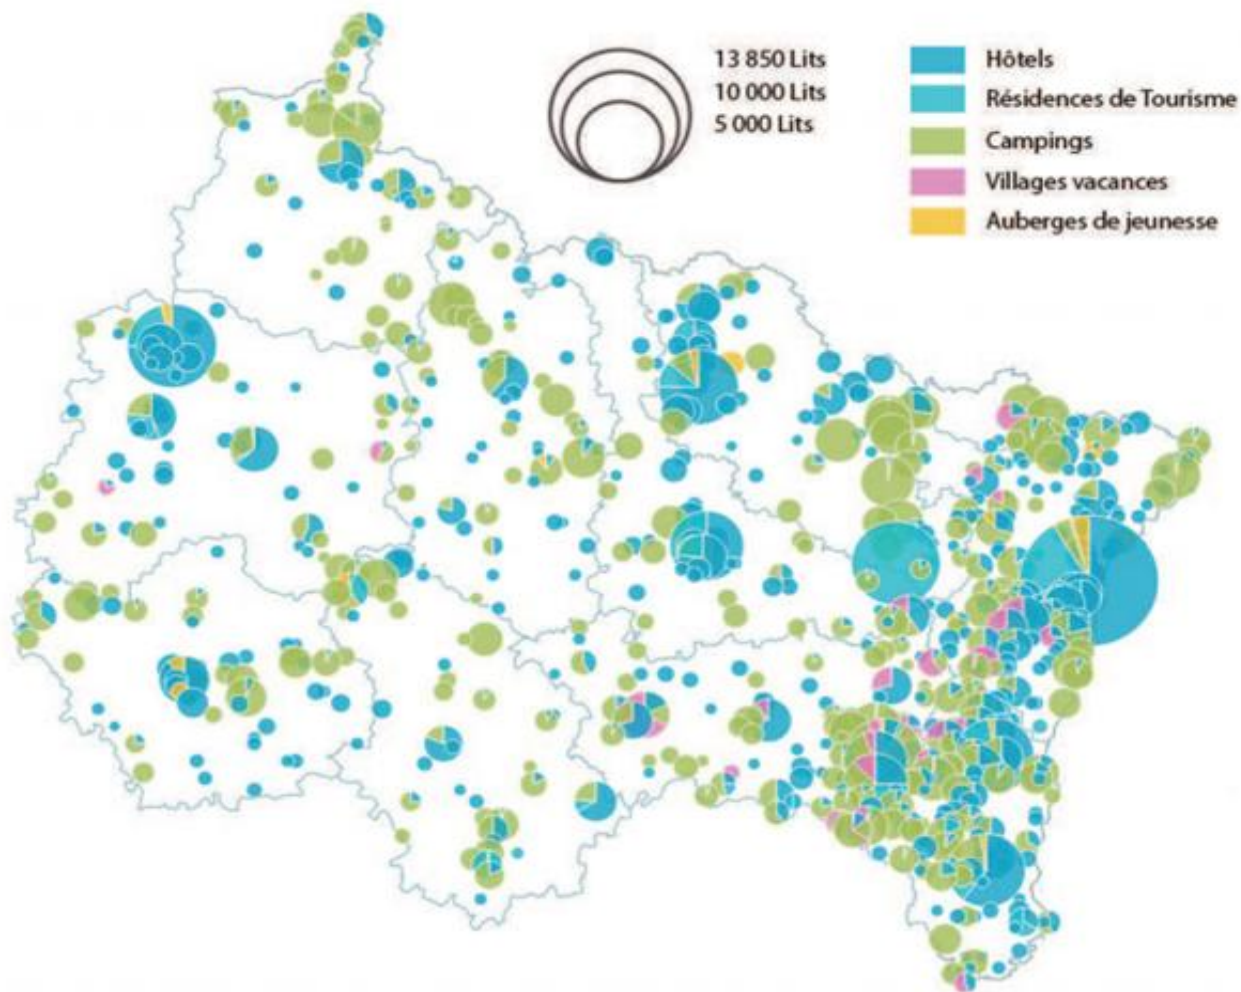 13 850 Lits
10 000 Lits
5 000 Lits
Hôtels
Résidences de Tourisme
Campings
Villages vacances
Auberges de jeunesse